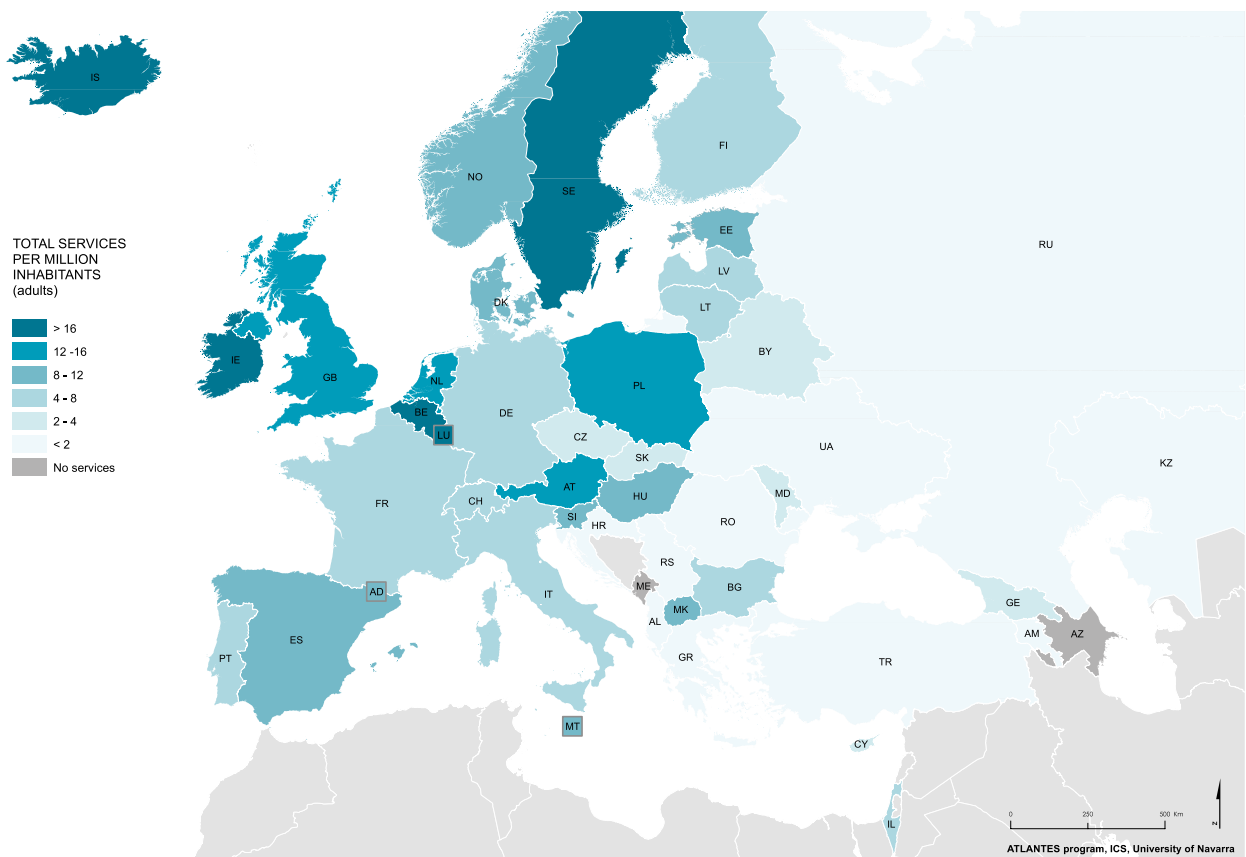 IS
FI
NO
SE
EE
RU
TOTAL SERVICES
PER MILLION
INHABITANTS
(adults)
LV
DK
LT
> 16
12 -16
8 - 12
4 - 8
2 - 4
< 2
No services
IE
GB
NL
BY
PL
BE
DE
LU
CZ
UA
SK
KZ
AT
MD
HU
CH
FR
SI
RO
HR
RS
ME
BG
AD
IT
MK
GE
AL
AM
AZ
ES
PT
GR
TR
MT
CY
IL
0
250
500 Km
N
ATLANTES program, ICS, University of Navarra